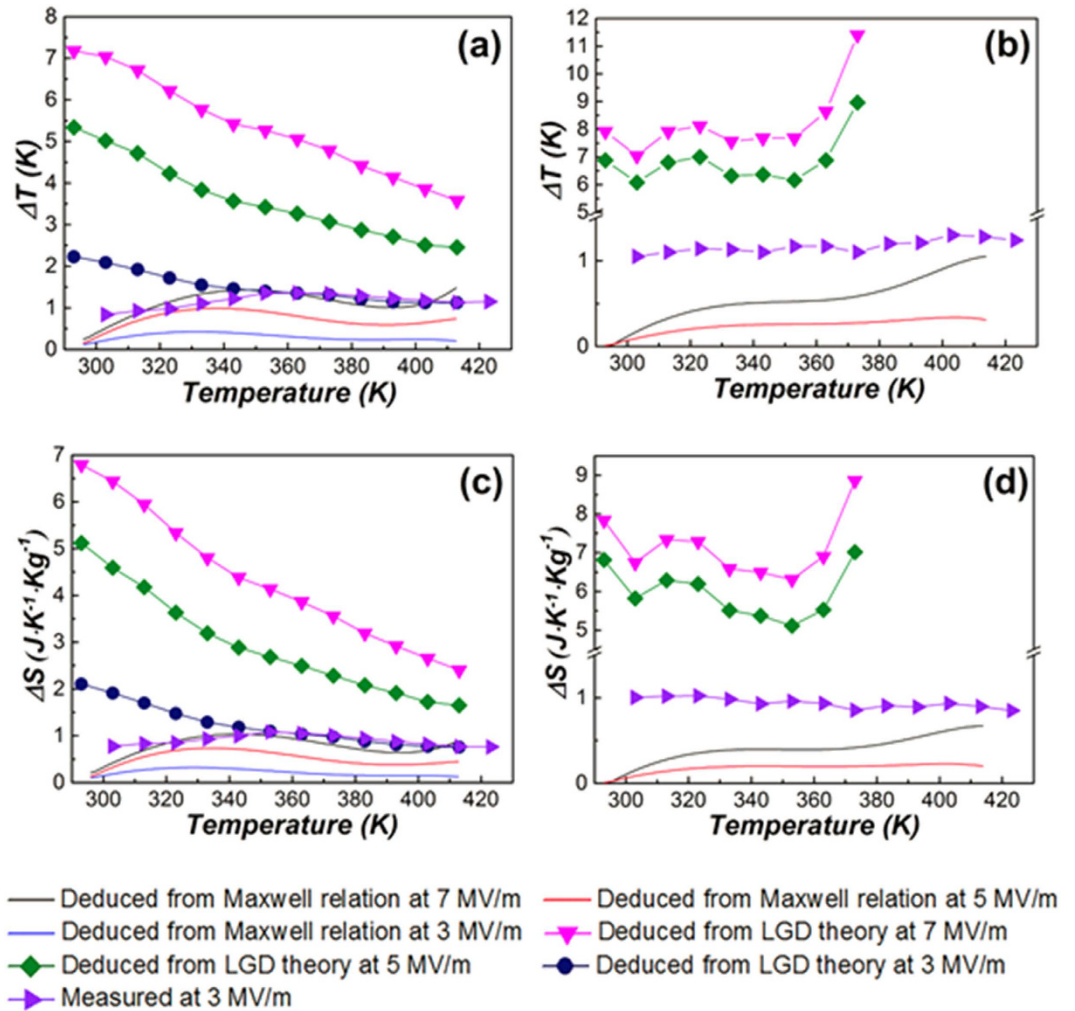 (a)
8
7
6
5
4
3
2
1
0
ΔT (K)
300 320 340 360 380 400 420
Temperature (K)
(b)
12
11
10
9
8
7
6
5
1
0
ΔT (K)
300 320 340 360 380 400 420
Temperature (K)
(c)
7
6
5
4
3
2
1
0
ΔS (J·K⁻¹·Kg⁻¹)
300 320 340 360 380 400 420
Temperature (K)
(d)
9
8
7
6
5
1
0
ΔS (J·K⁻¹·Kg⁻¹)
300 320 340 360 380 400 420
Temperature (K)
Deduced from Maxwell relation at 7 MV/m
Deduced from Maxwell relation at 5 MV/m
Deduced from Maxwell relation at 3 MV/m
Deduced from LGD theory at 7 MV/m
Deduced from LGD theory at 5 MV/m
Deduced from LGD theory at 3 MV/m
Measured at 3 MV/m